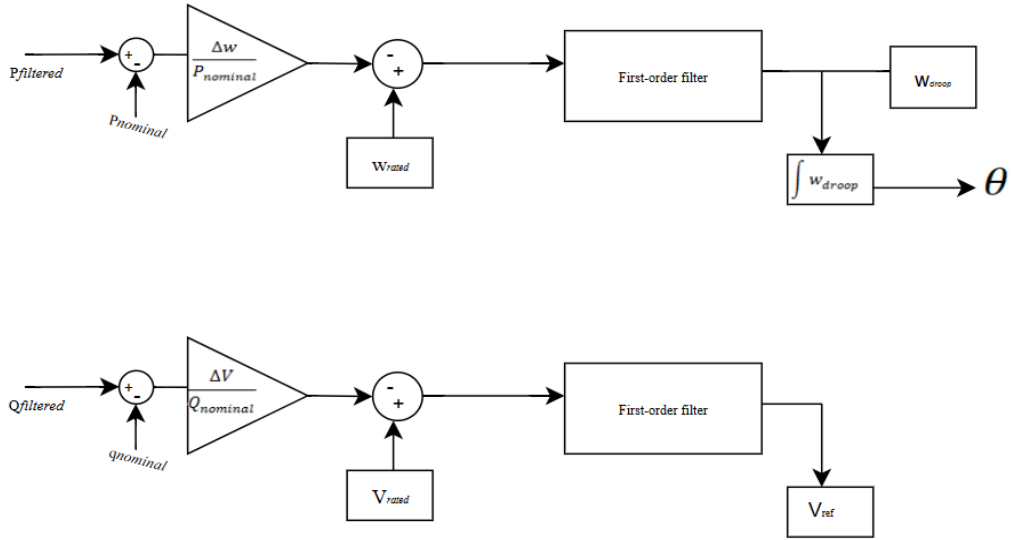 Pfiltered
+
-
Pnominal
Δw
Pnominal
-
+
Wrated
First-order filter
Wdroop
∫ wdroop
θ
Qfiltered
+
-
qnominal
ΔV
Qnominal
-
+
Vrated
First-order filter
Vref